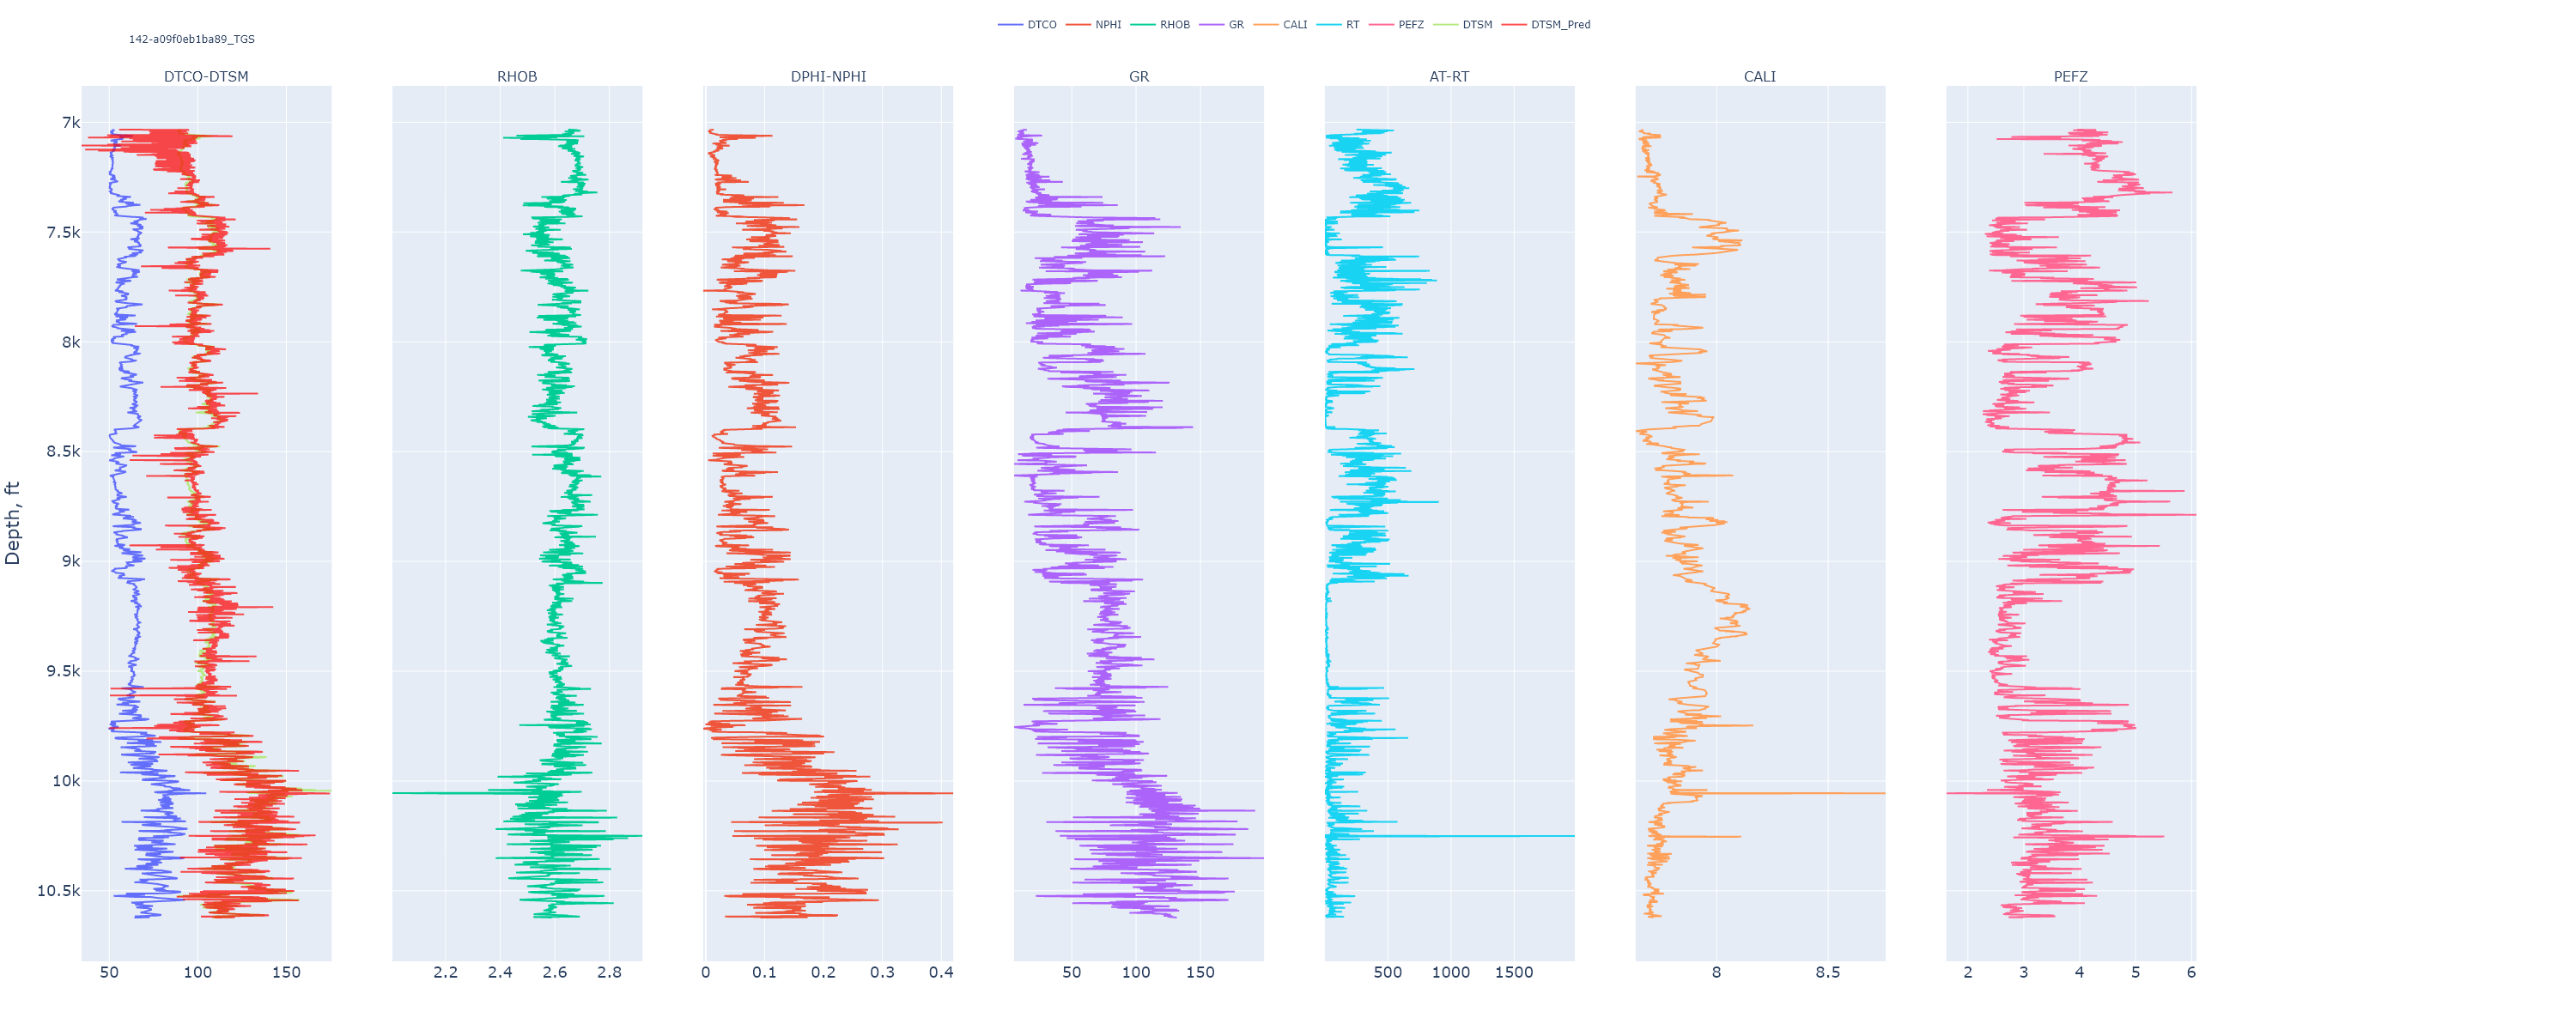 DTCO NPHI RHOB GR CALI RT PEFZ DTSM DTSM_Pred
142-a09f0eb1ba89_TGS
DTCO-DTSM RHOB DPHI-NPHI GR AT-RT CALI PEFZ
Depth, ft
7k
7.5k
8k
8.5k
9k
9.5k
10k
10.5k
50 100 150 2.2 2.4 2.6 2.8 0 0.1 0.2 0.3 0.4 50 100 150 500 1000 1500 8 8.5 2 3 4 5 6